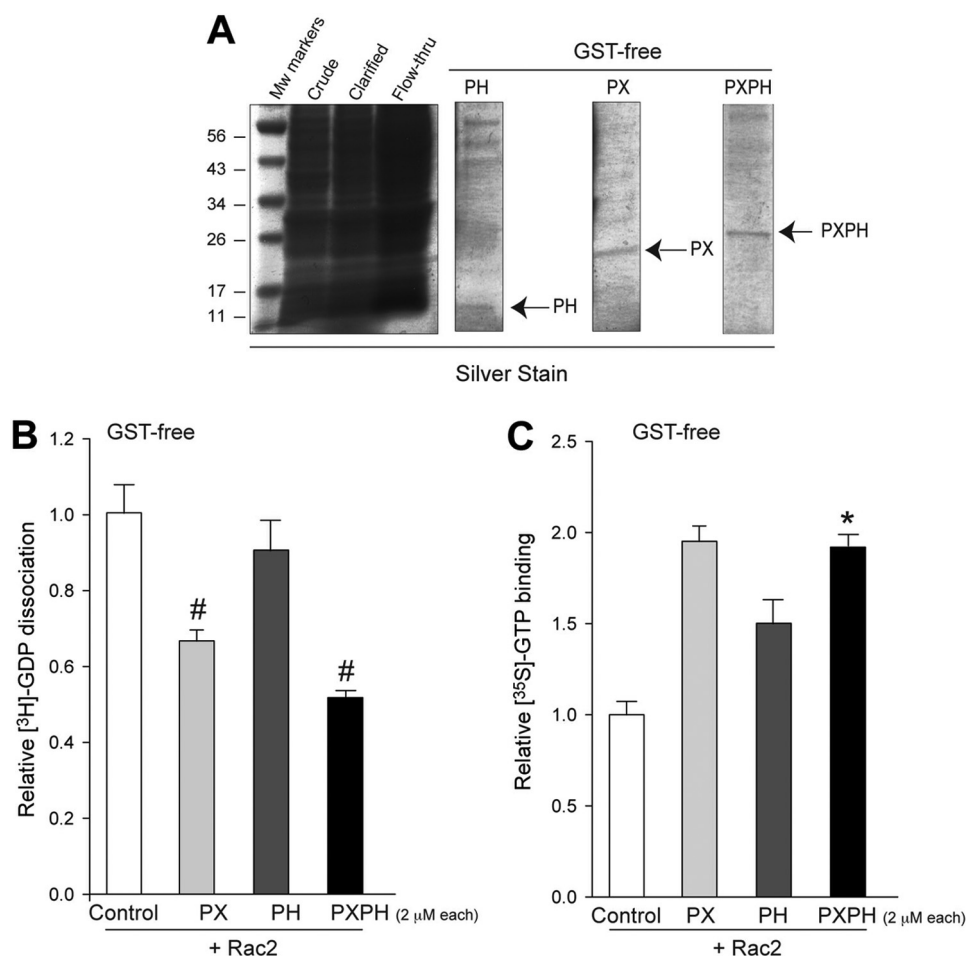 A
Mw markers
Crude
Clarified
Flow-thru
GST-free
PH
PX
PXPH
56
43
34
26
17
11
PXPH
PX
PH
Silver Stain
B
GST-free
Relative [³H]-GDP dissociation
1.2
1.0
0.8
0.6
0.4
0.2
0.0
#
#
Control PX PH PXPH (2 μM each)
+ Rac2
C
GST-free
Relative [³⁵S]-GTP binding
2.5
2.0
1.5
1.0
0.5
0.0
*
Control PX PH PXPH (2 μM each)
+ Rac2